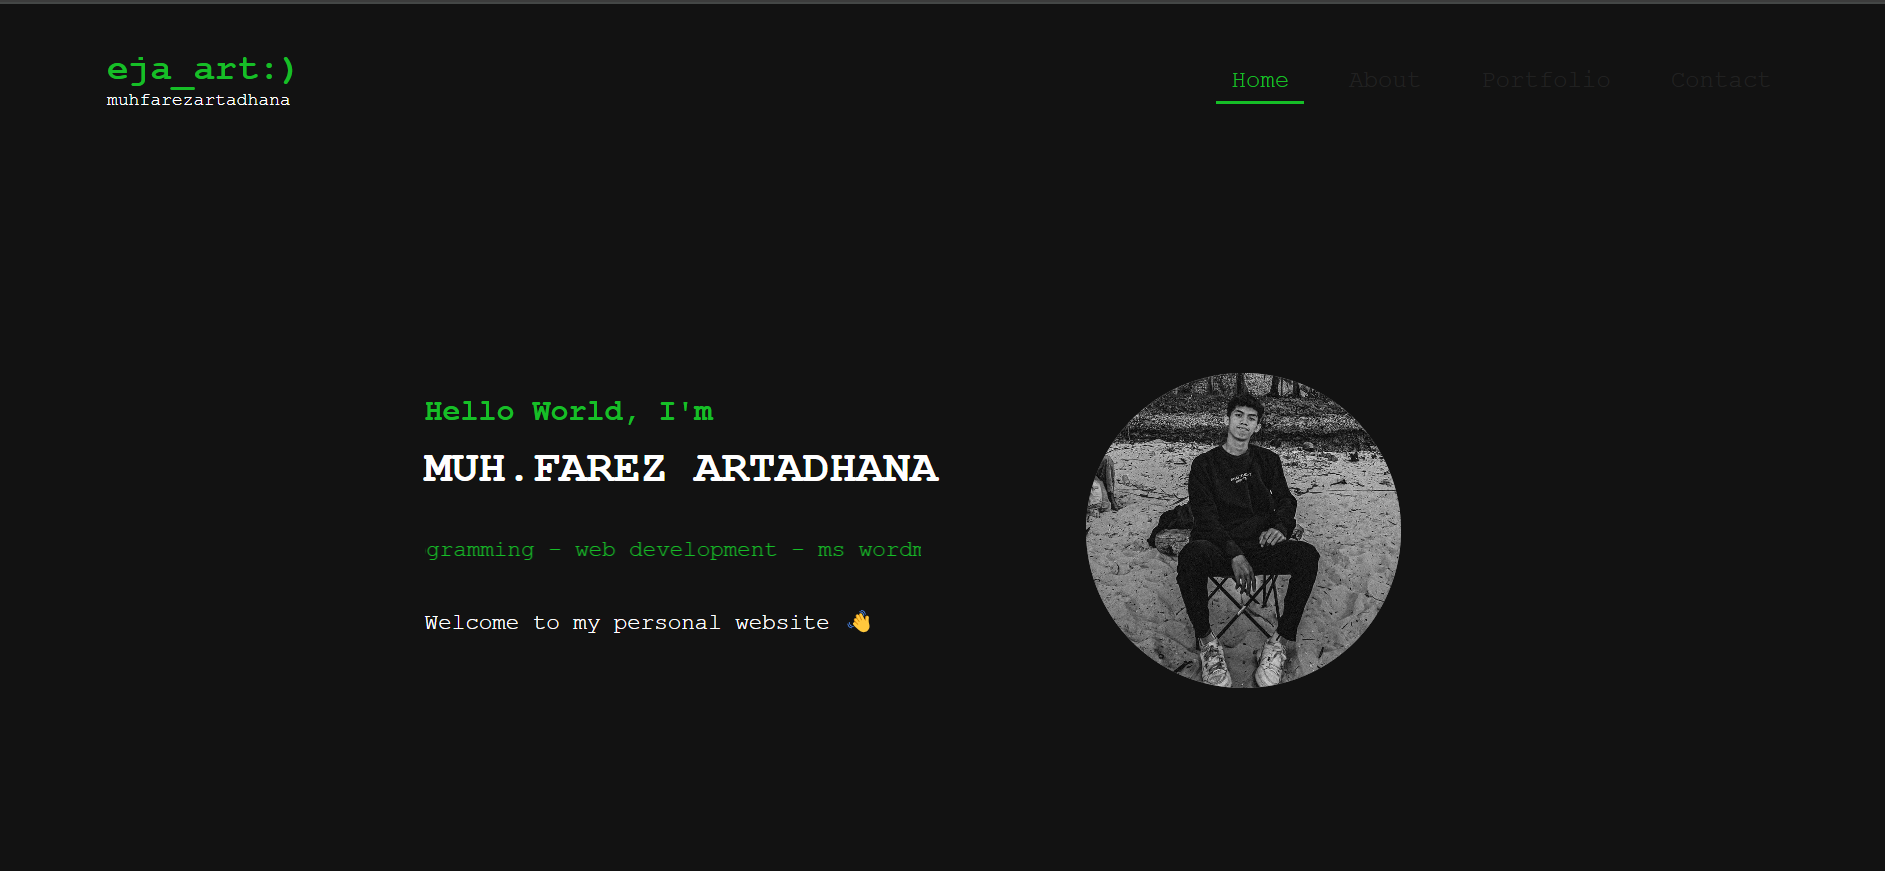 eja_art:)
muhfarezartadhana
Home About Portfolio Contact
Hello World, I'm
MUH.FAREZ ARTADHANA
gramming - web development - ms word
Welcome to my personal website 👋